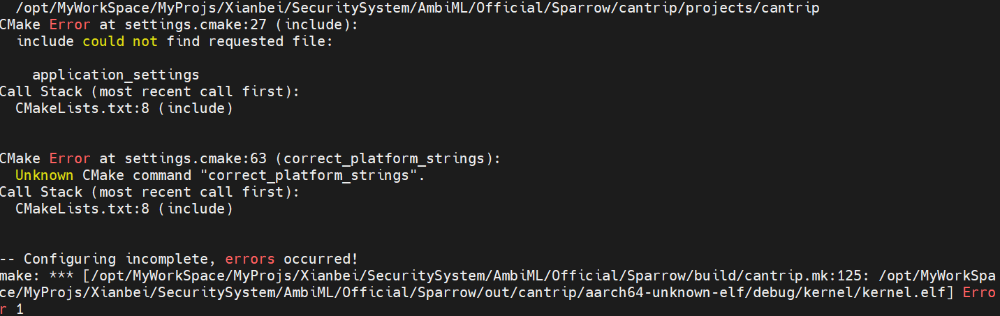 /opt/MyWorkSpace/MyProjs/Xianbei/SecuritySystem/AmbiML/Official/Sparrow/cantrip/projects/cantrip
CMake Error at settings.cmake:27 (include):
include could not find requested file:
application_settings
Call Stack (most recent call first):
CMakeLists.txt:8 (include)
CMake Error at settings.cmake:63 (correct_platform_strings):
Unknown CMake command "correct_platform_strings".
Call Stack (most recent call first):
CMakeLists.txt:8 (include)
-- Configuring incomplete, errors occurred!
make: *** [/opt/MyWorkSpace/MyProjs/Xianbei/SecuritySystem/AmbiML/Official/Sparrow/build/cantrip.mk:125: /opt/MyWorkSpa
ce/MyProjs/Xianbei/SecuritySystem/AmbiML/Official/Sparrow/out/cantrip/aarch64-unknown-elf/debug/kernel/kernel.elf] Erro
r 1